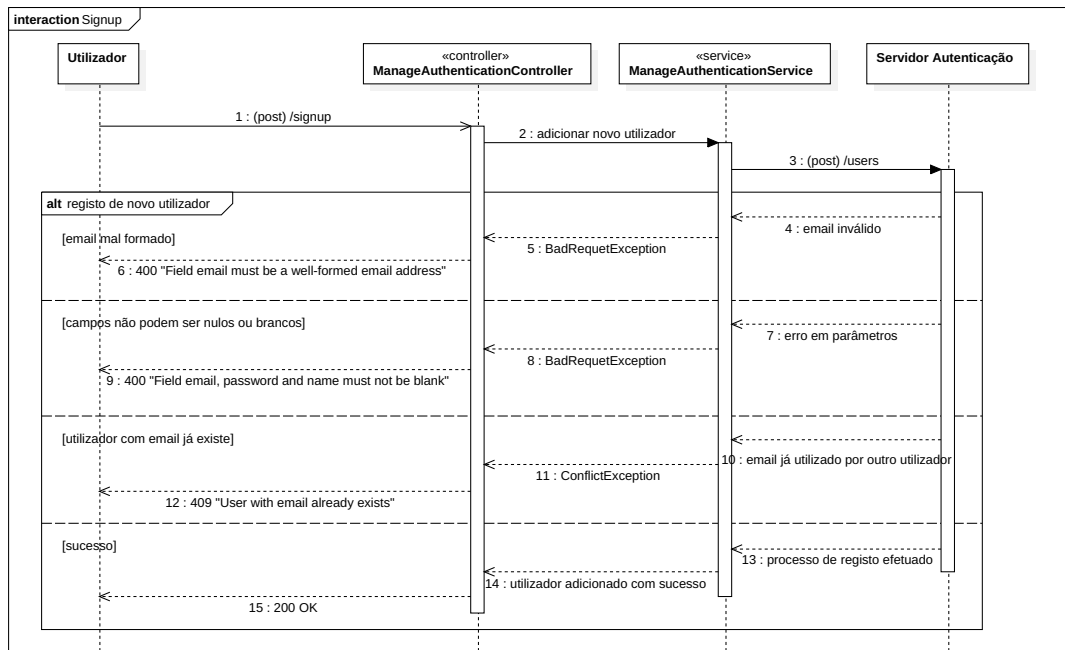 interaction Signup
Utilizador
«controller»
ManageAuthenticationController
«service»
ManageAuthenticationService
Servidor Autenticação
1 : (post) /signup
2 : adicionar novo utilizador
3 : (post) /users
alt registo de novo utilizador
4 : email inválido
[email mal formado]
5 : BadRequetException
6 : 400 "Field email must be a well-formed email address"
[campos não podem ser nulos ou brancos]
7 : erro em parâmetros
8 : BadRequetException
9 : 400 "Field email, password and name must not be blank"
[utilizador com email já existe]
10 : email já utilizado por outro utilizador
11 : ConflictException
12 : 409 "User with email already exists"
[sucesso]
13 : processo de registo efetuado
14 : utilizador adicionado com sucesso
15 : 200 OK